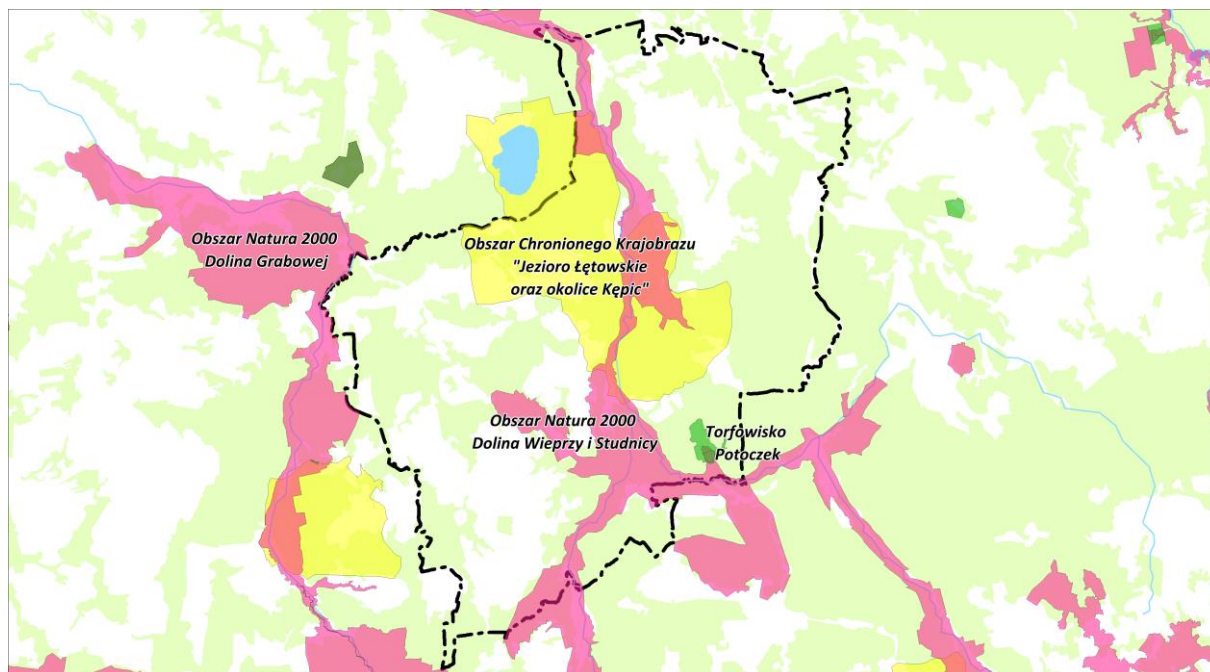 Obszar Natura 2000
Dolina Grabowej
Obszar Chronionego Krajobrazu
"Jezioro Łętowskie
oraz okolice Kępic"
Obszar Natura 2000
Dolina Wieprzy i Studnicy
Torfowisko
Potoczek